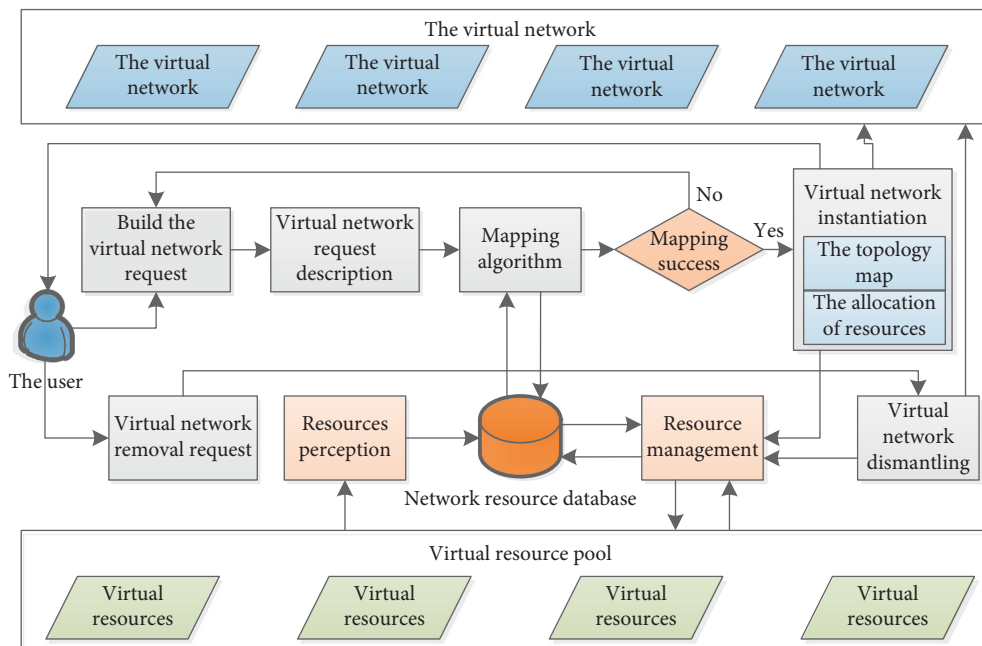 The virtual network
The virtual
network
The virtual
network
The virtual
network
The virtual
network
No
Build the
virtual network
request
Virtual network
request
description
Mapping
algorithm
Mapping
success
Yes
Virtual network
instantiation
The topology
map
The allocation
of resources
The user
Virtual network
removal request
Resources
perception
Network resource database
Resource
management
Virtual
network
dismantling
Virtual resource pool
Virtual
resources
Virtual
resources
Virtual
resources
Virtual
resources